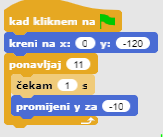 kad kliknem na
kreni na x: 0 y: -120
ponavljaj 11
čekam 1 s
promijeni y za -10